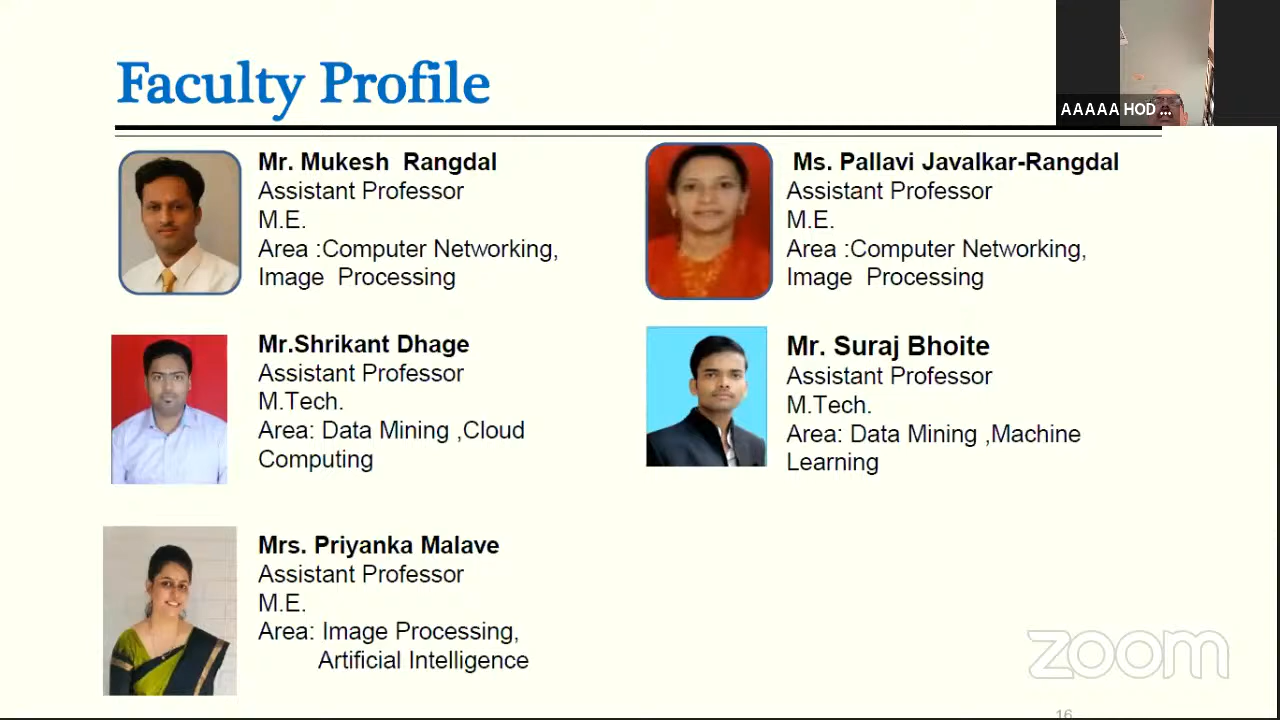 Faculty Profile
AAAAA HOD ...
Mr. Mukesh Rangdal
Assistant Professor
M.E.
Area :Computer Networking,
Image Processing
Ms. Pallavi Javalkar-Rangdal
Assistant Professor
M.E.
Area :Computer Networking,
Image Processing
Mr.Shrikant Dhage
Assistant Professor
M.Tech.
Area: Data Mining ,Cloud
Computing
Mr. Suraj Bhoite
Assistant Professor
M.Tech.
Area: Data Mining ,Machine
Learning
Mrs. Priyanka Malave
Assistant Professor
M.E.
Area: Image Processing,
Artificial Intelligence
zoom
16